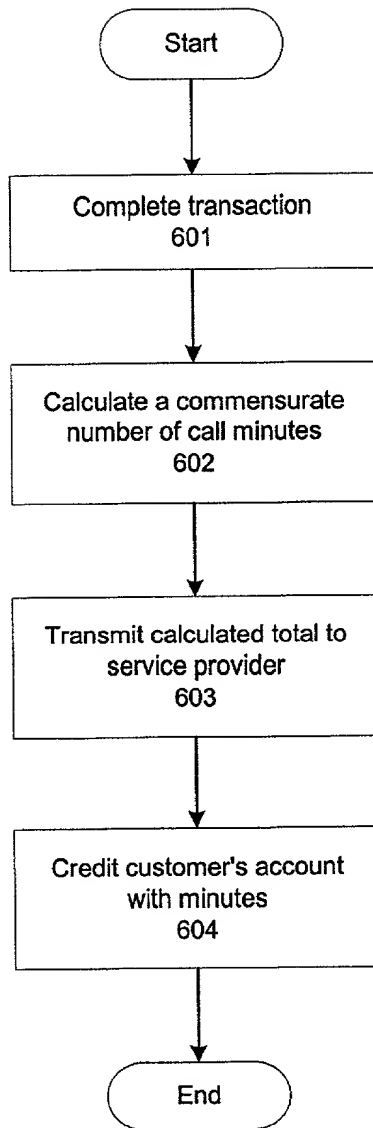 Start
Complete transaction
601
Calculate a commensurate
number of call minutes
602
Transmit calculated total to
service provider
603
Credit customer's account
with minutes
604
End